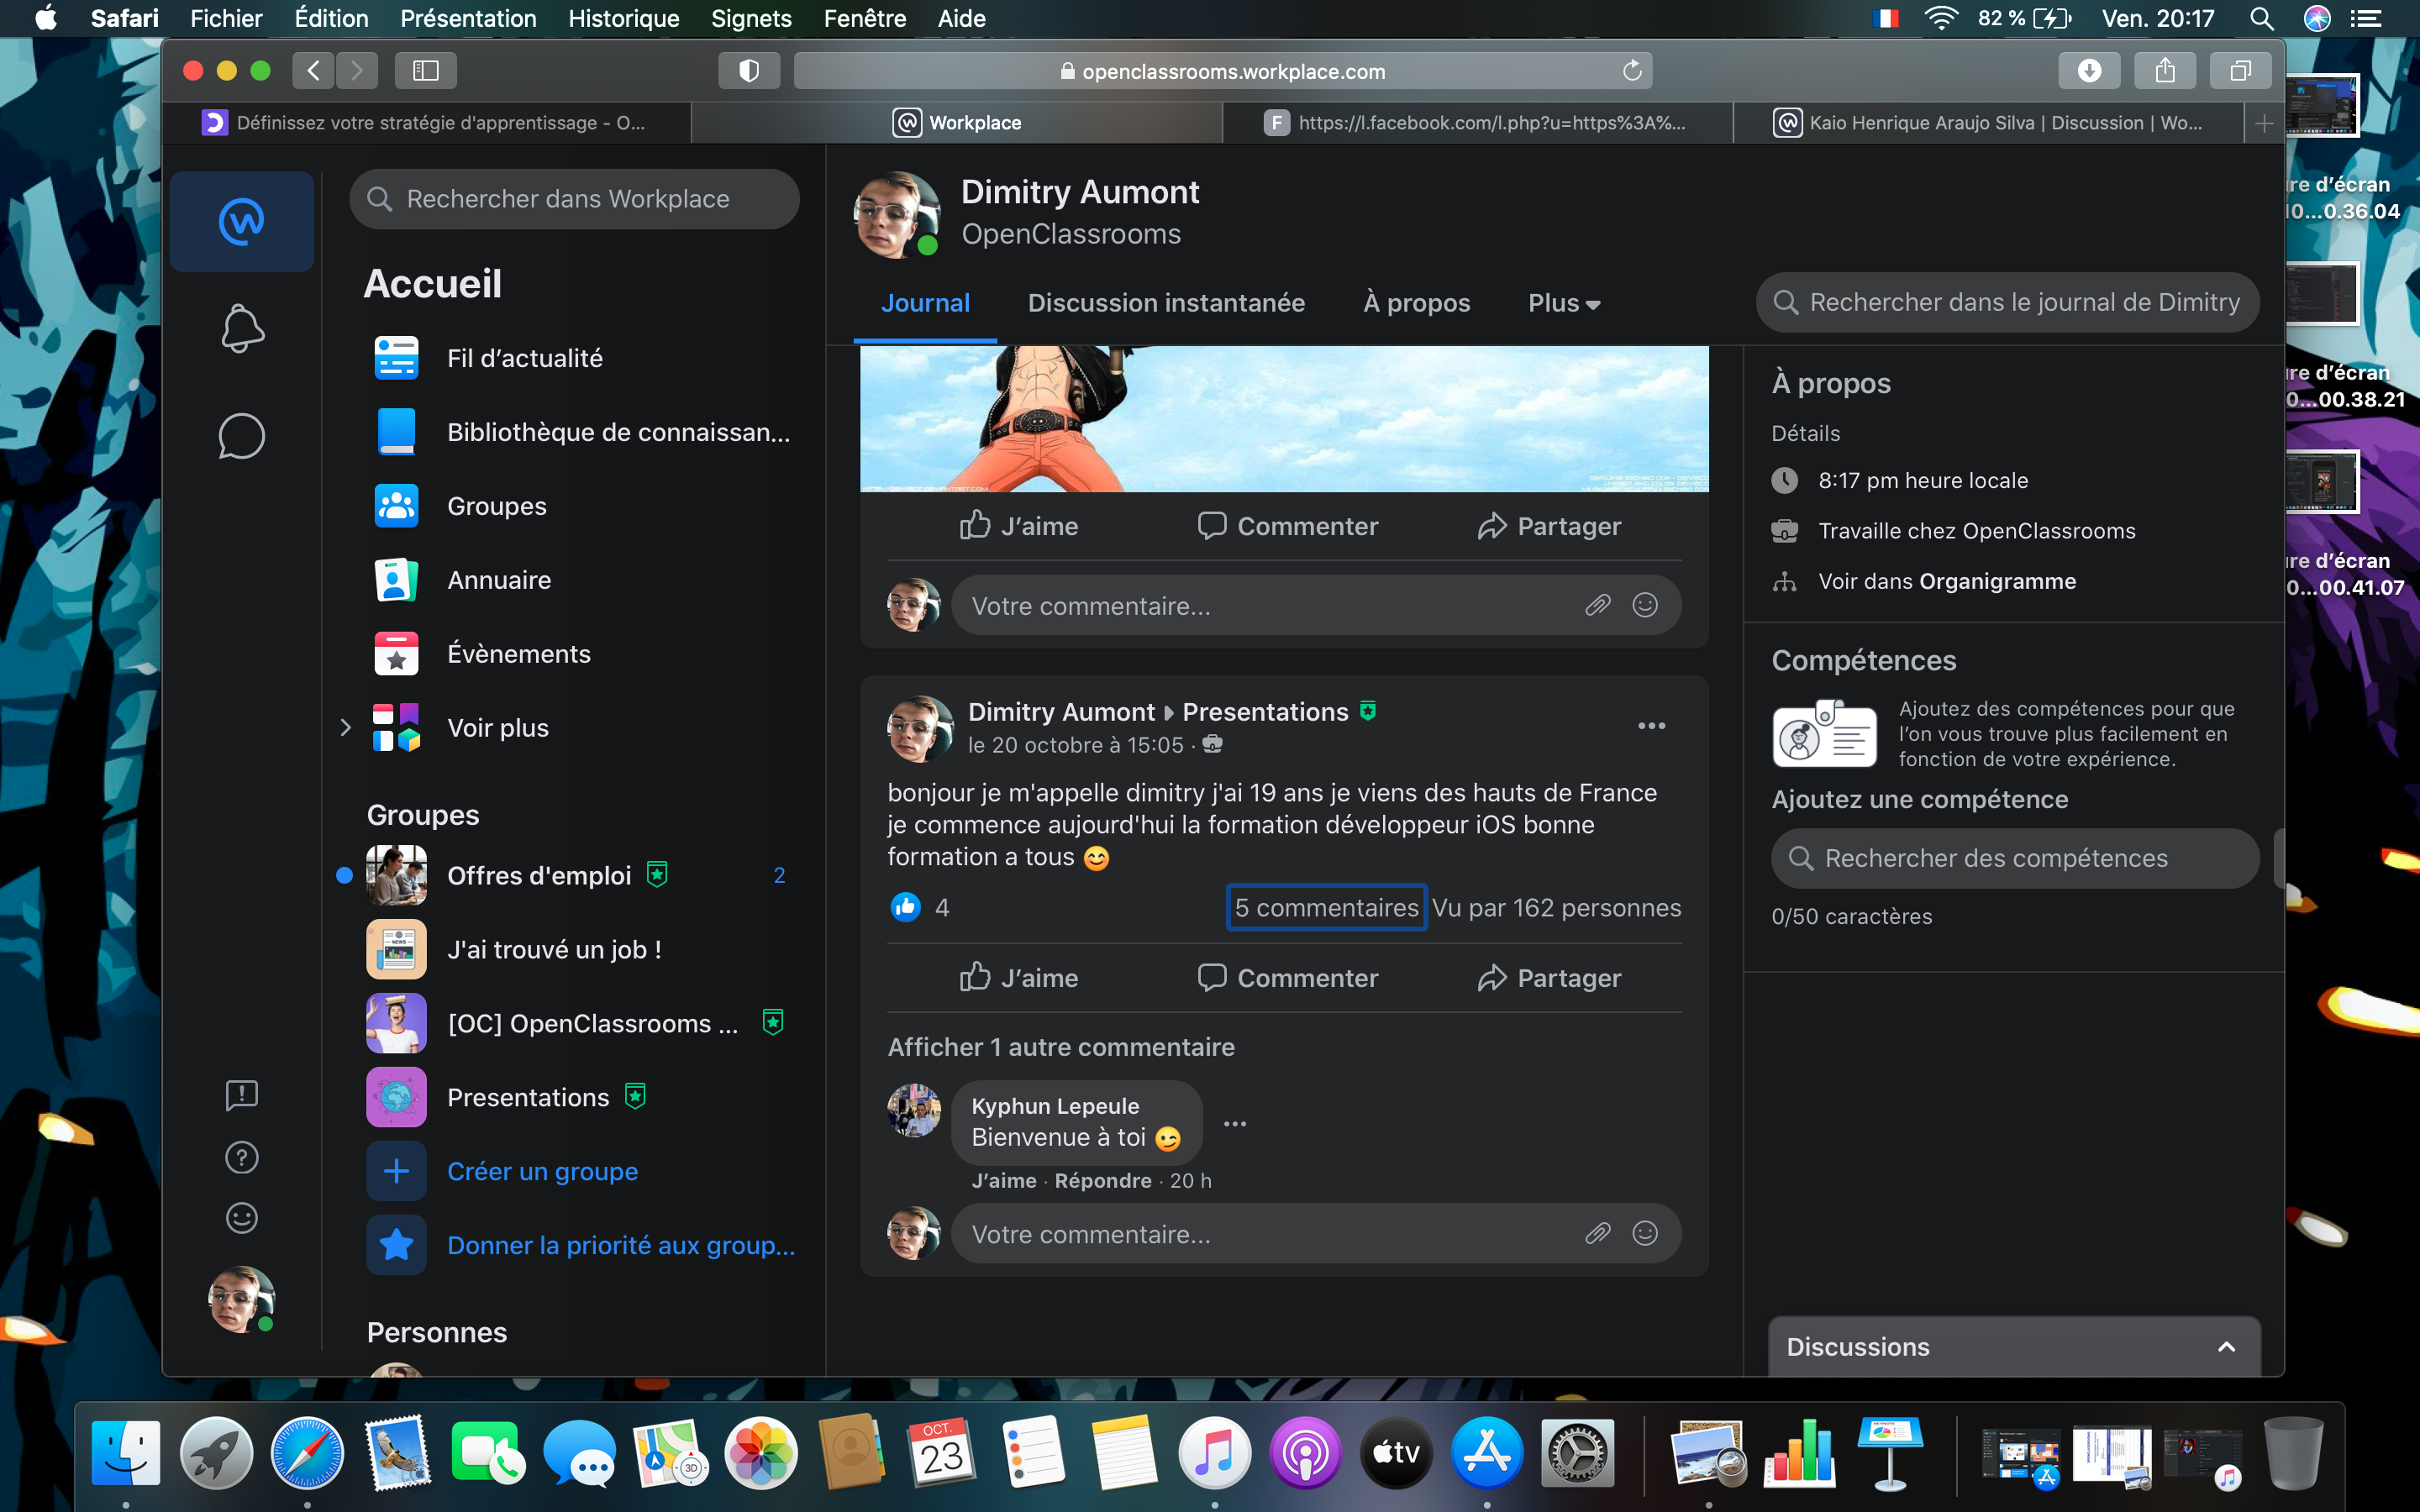 Safari Fichier Édition Présentation Historique Signets Fenêtre Aide 82 % Ven. 20:17
openclassrooms.workplace.com
Définissez votre stratégie d'apprentissage - O...
Workplace
F https://l.facebook.com/l.php?u=https%3A%...
Kaio Henrique Araujo Silva | Discussion | Wo...
Rechercher dans Workplace
Accueil
Fil d’actualité
Bibliothèque de connaissan...
Groupes
Annuaire
Évènements
Voir plus
Groupes
Offres d'emploi 2
J'ai trouvé un job !
[OC] OpenClassrooms ...
Presentations
Créer un groupe
Donner la priorité aux group...
Personnes
Dimitry Aumont
OpenClassrooms
Journal Discussion instantanée À propos Plus
Rechercher dans le journal de Dimitry
J’aime Commenter Partager
Votre commentaire...
Dimitry Aumont Presentations
le 20 octobre à 15:05 ·
bonjour je m'appelle dimitry j'ai 19 ans je viens des hauts de France
je commence aujourd'hui la formation développeur iOS bonne
formation a tous 😊
4 5 commentaires Vu par 162 personnes
J’aime Commenter Partager
Afficher 1 autre commentaire
Kyphun Lepeule
Bienvenue à toi 😉
J’aime · Répondre · 20 h
Votre commentaire...
À propos
Détails
8:17 pm heure locale
Travaille chez OpenClassrooms
Voir dans Organigramme
Compétences
Ajoutez des compétences pour que
l’on vous trouve plus facilement en
fonction de votre expérience.
Ajoutez une compétence
Rechercher des compétences
0/50 caractères
Discussions
re d’écran
0...0.36.04
re d’écran
0...00.38.21
re d’écran
0...00.41.07
3D
OCT.
23
tv
KEYNOTE